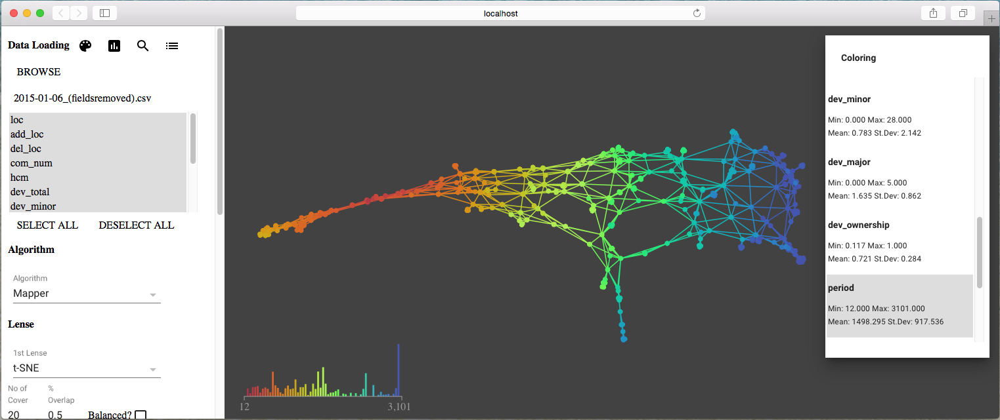 localhost
Data Loading
BROWSE
2015-01-06_(fieldsremoved).csv
loc
add_loc
del_loc
com_num
hcm
dev_total
dev_minor
SELECT ALL DESELECT ALL
Algorithm
Algorithm
Mapper
Lense
1st Lense
t-SNE
No of Cover
% Overlap
20 0.5 Balanced?
12 3,101
Coloring
dev_minor
Min: 0.000 Max: 28.000
Mean: 0.783 St.Dev: 2.142
dev_major
Min: 0.000 Max: 5.000
Mean: 1.635 St.Dev: 0.862
dev_ownership
Min: 0.117 Max: 1.000
Mean: 0.721 St.Dev: 0.284
period
Min: 12.000 Max: 3101.000
Mean: 1498.295 St.Dev: 917.536